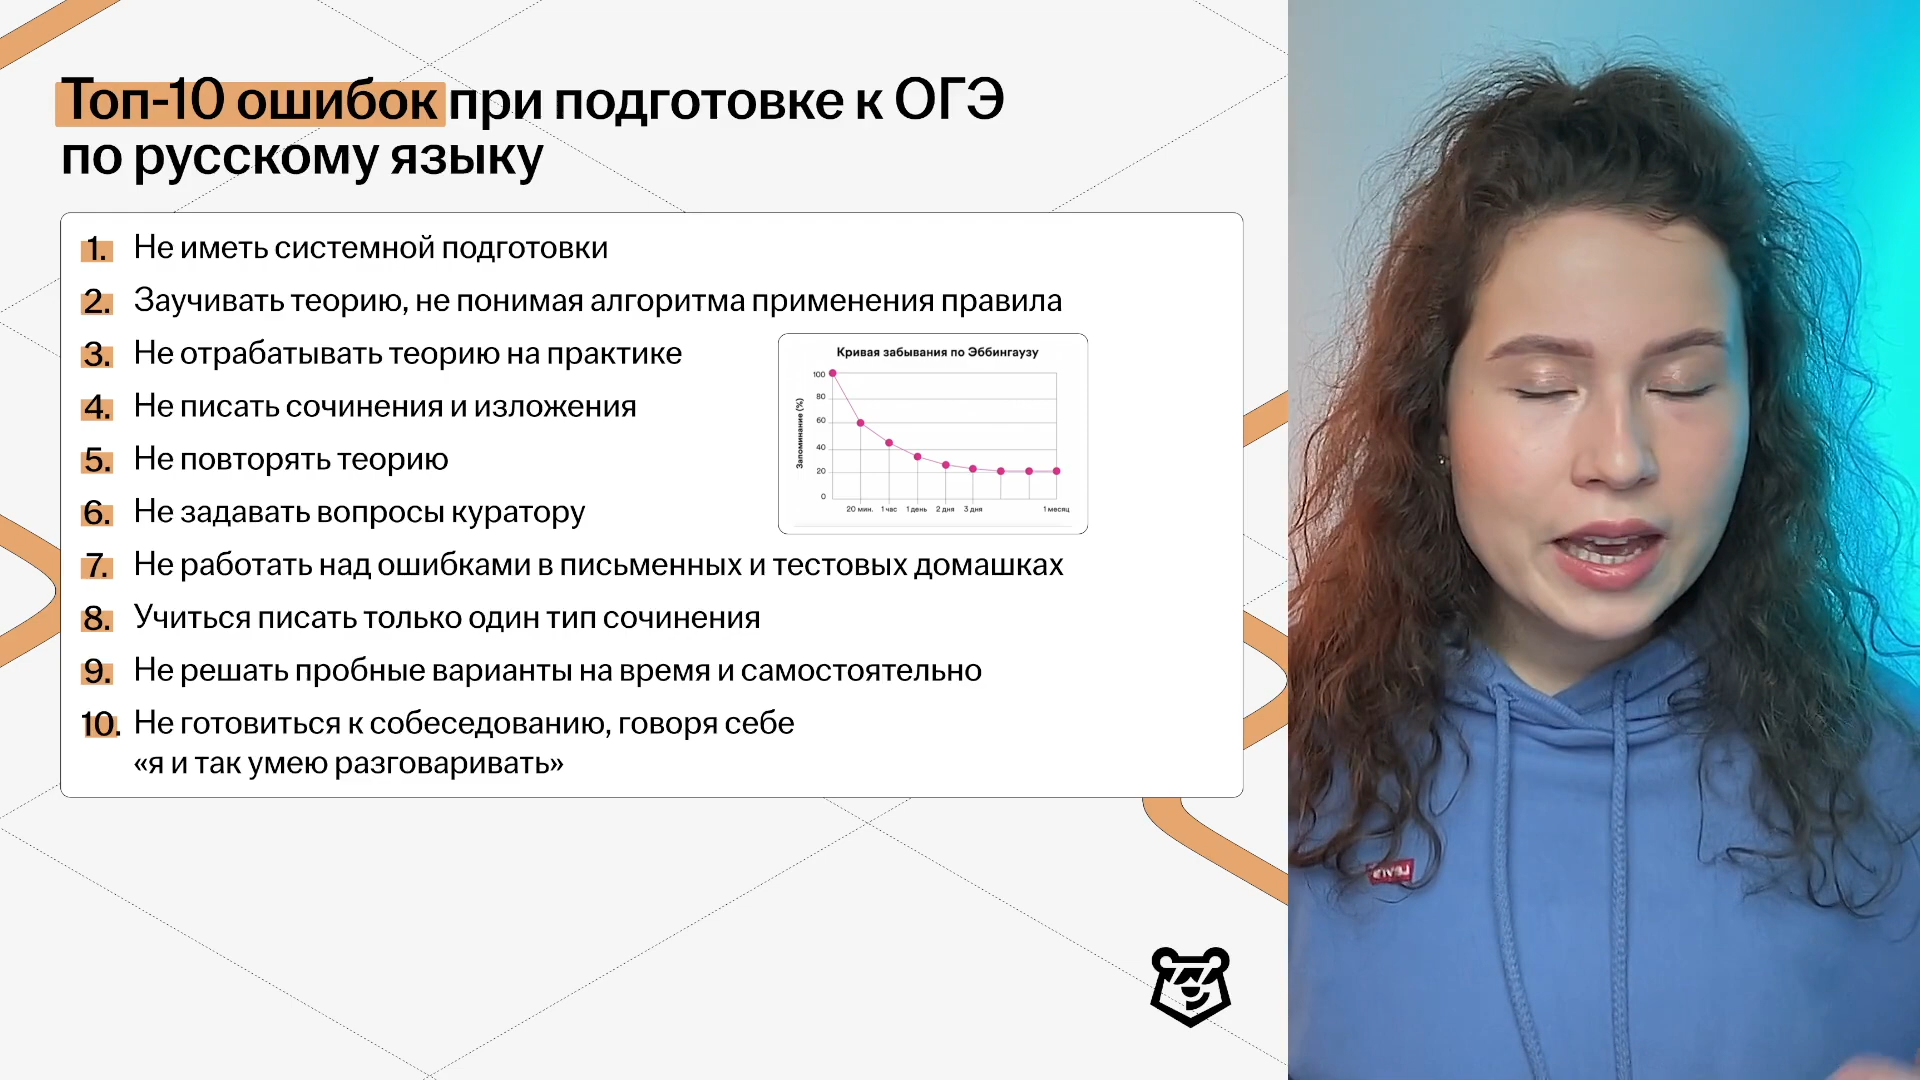 Топ-10 ошибок при подготовке к ОГЭ
по русскому языку
1. Не иметь системной подготовки
2. Заучивать теорию, не понимая алгоритма применения правила
3. Не отрабатывать теорию на практике
4. Не писать сочинения и изложения
5. Не повторять теорию
6. Не задавать вопросы куратору
7. Не работать над ошибками в письменных и тестовых домашках
8. Учиться писать только один тип сочинения
9. Не решать пробные варианты на время и самостоятельно
10. Не готовиться к собеседованию, говоря себе
«я и так умею разговаривать»
Кривая забывания по Эббингаузу
Запоминание (%)
100
80
60
40
20
0
20 мин. 1 час 1 день 2 дня 3 дня 1 месяц
LEVI'S